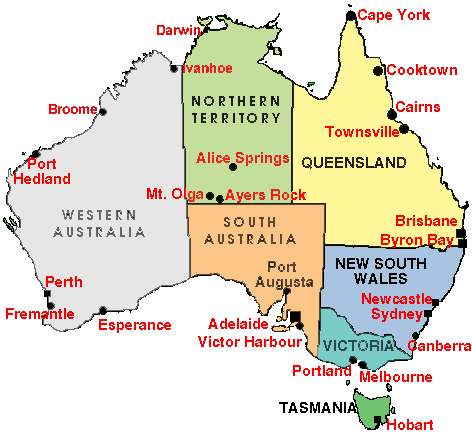 Cape York
Darwin
Ivanhoe
Cooktown
NORTHERN
TERRITORY
Broome
Cairns
Townsville
Port
Hedland
Alice Springs
QUEENSLAND
Mt. Olga
Ayers Rock
WESTERN
AUSTRALIA
SOUTH
AUSTRALIA
Brisbane
Byron Bay
Port
Augusta
NEW SOUTH
WALES
Perth
Fremantle
Esperance
Newcastle
Sydney
Adelaide
Victor Harbour
VICTORIA
Canberra
Portland
Melbourne
TASMANIA
Hobart